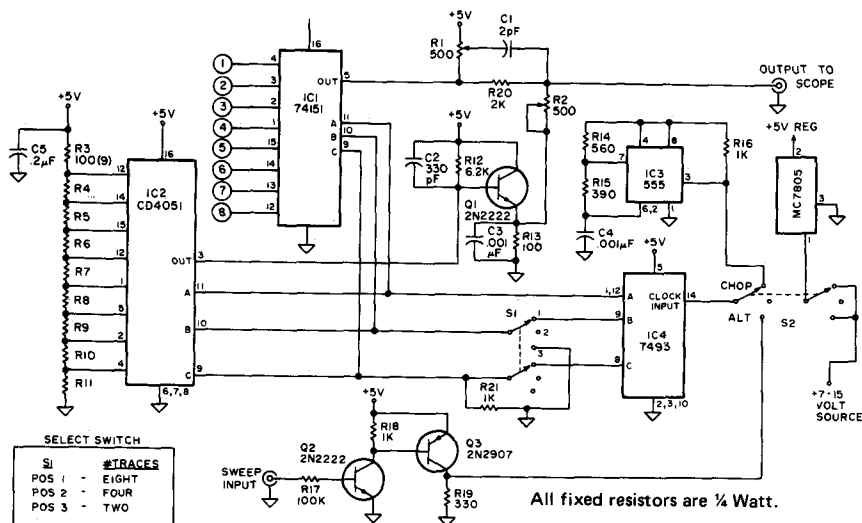 +5V
C5
.2µF
R3
100(9)
R4
R5
R6
R7
R8
R9
R10
R11
+5V
16
IC2
CD4051
12
14
15
12
1
5
2
4
OUT
3
A
11
B
10
C
9
6,7,8
1
2
3
4
5
6
7
8
4
3
2
1
15
14
13
12
16
IC1
74151
OUT
5
A
11
B
10
C
9
+5V
R1
500
C1
2pF
R20
2K
R2
500
OUTPUT TO
SCOPE
+5V
C2
330
pF
R12
6.2K
Q1
2N2222
C3
.001
µF
R13
100
R14
560
R15
390
C4
.001µF
4
8
7
IC3
555
3
6,2
1
R16
1K
+5V REG
2
MC7805
3
1
+5V
5
1,12
A
CLOCK
INPUT
14
9
B
IC4
7493
8
C
2,3,10
CHOP
ALT
S2
+7-15
VOLT
SOURCE
S1
1
2
3
R21
1K
+5V
R18
1K
Q2
2N2222
Q3
2N2907
SWEEP
INPUT
R17
100K
R19
330
All fixed resistors are ¼ Watt.
SELECT SWITCH
S1 #TRACES
POS 1 - EIGHT
POS 2 - FOUR
POS 3 - TWO